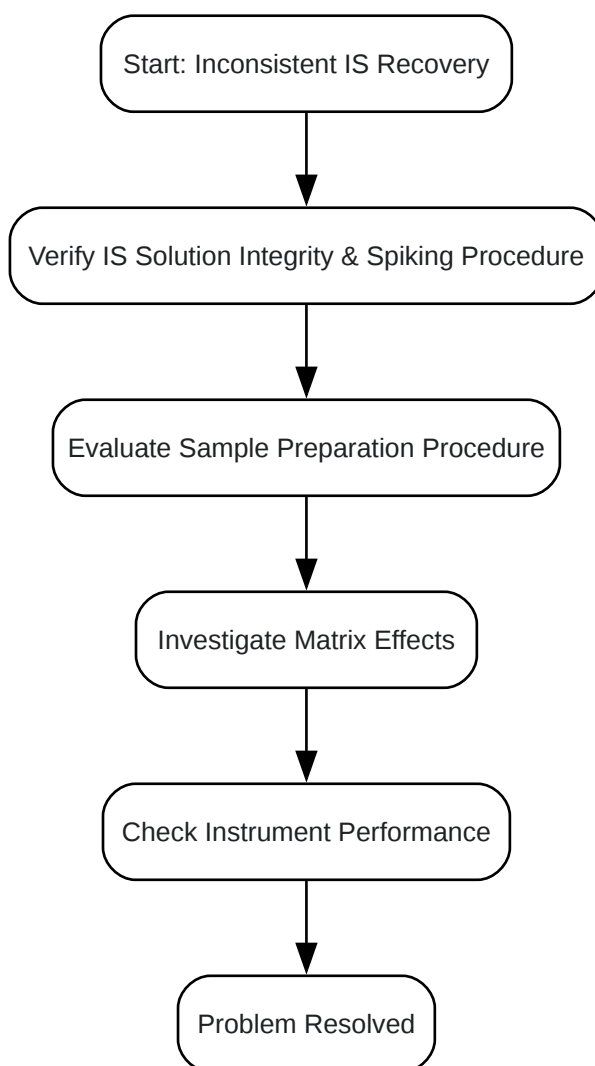 Start: Inconsistent IS Recovery
Verify IS Solution Integrity & Spiking Procedure
Evaluate Sample Preparation Procedure
Investigate Matrix Effects
Check Instrument Performance
Problem Resolved